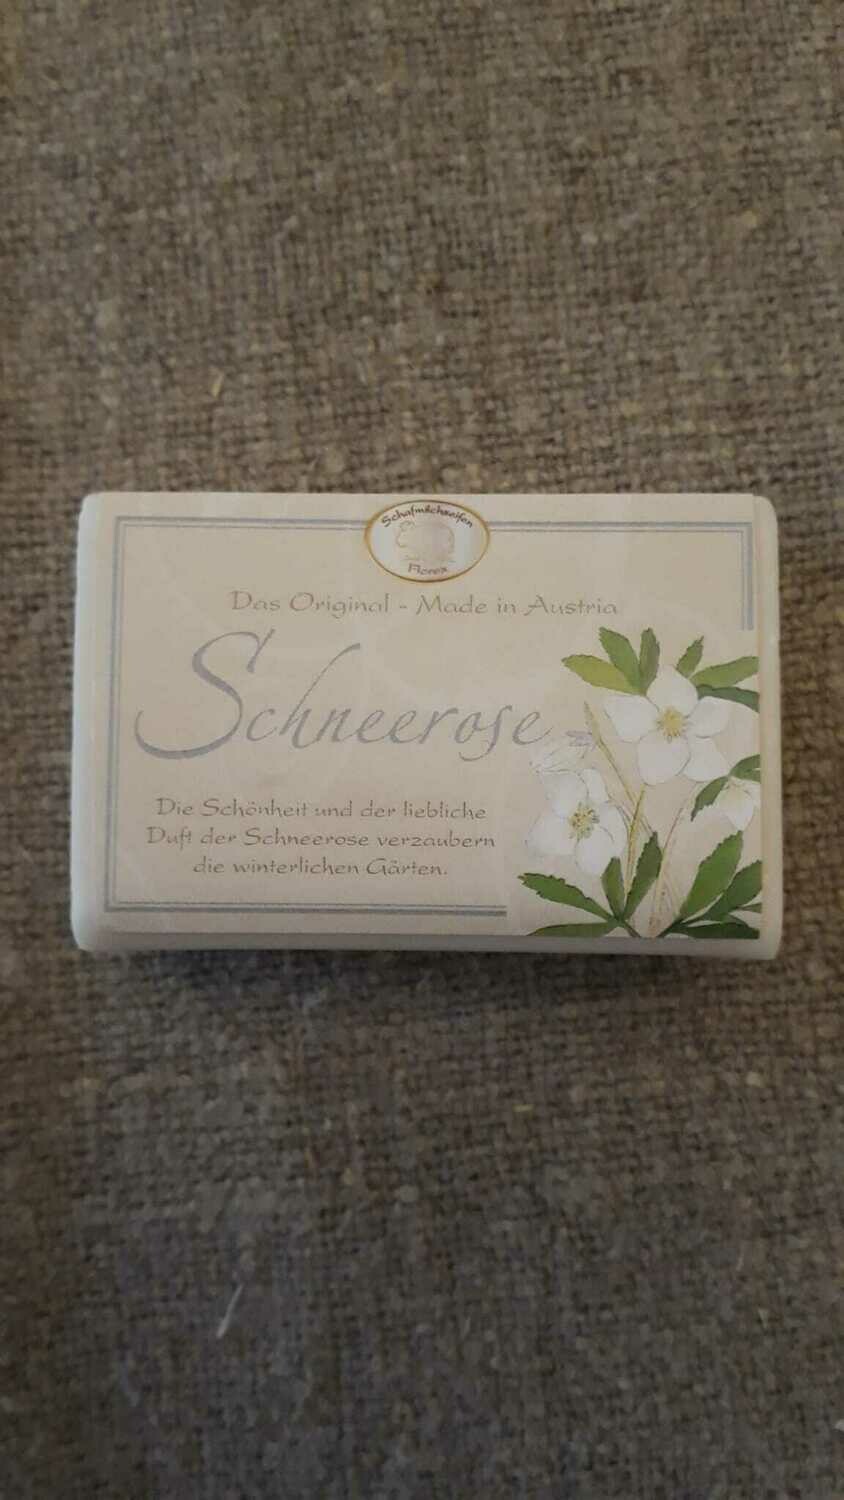 Schafmilchseifen
Florex
Das Original - Made in Austria
Schneerose
Die Schönheit und der liebliche
Duft der Schneerose verzaubern
die winterlichen Gärten.